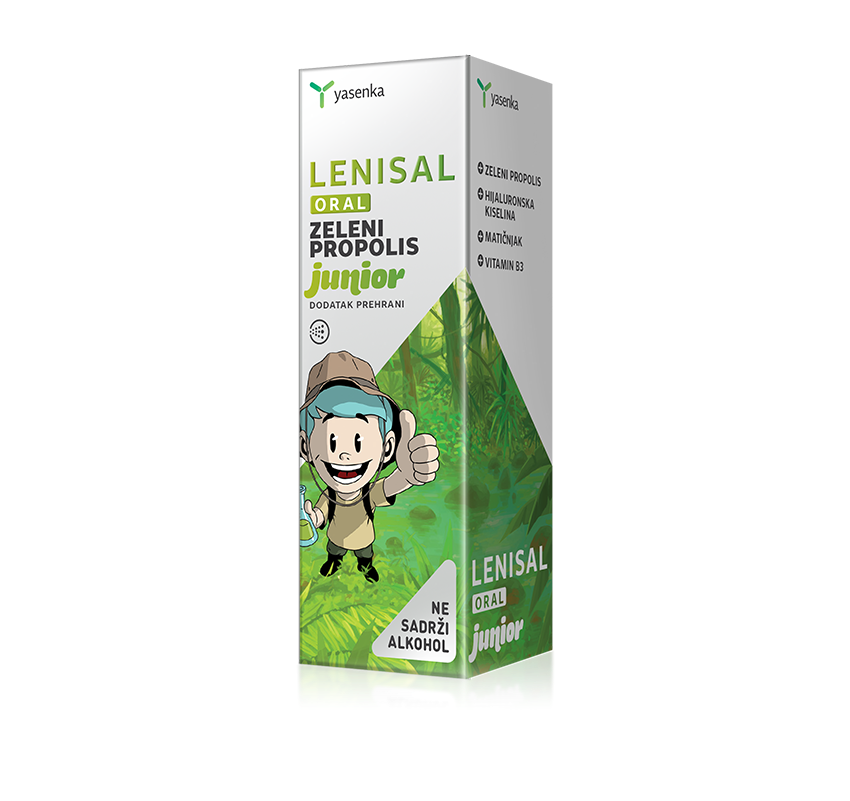 yasenka
LENISAL
ORAL
ZELENI
PROPOLIS
junior
DODATAK PREHRANI
NE
SADRŽI
ALKOHOL
yasenka
ZELENI PROPOLIS
HIJALURONSKA
KISELINA
MATIČNJAK
VITAMIN B3
LENISAL
ORAL
junior